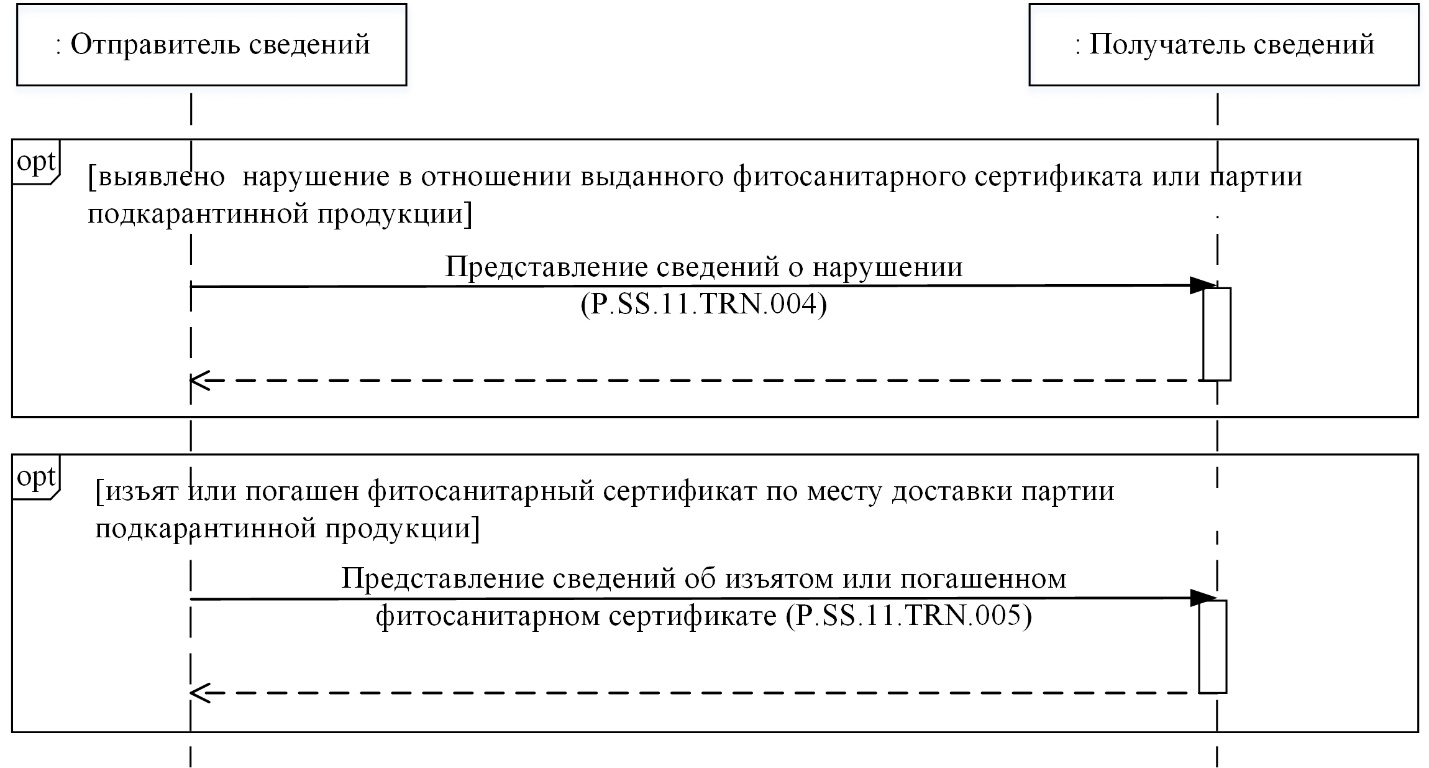 : Отправитель сведений
: Получатель сведений
opt
[выявлено нарушение в отношении выданного фитосанитарного сертификата или партии
подкарантинной продукции]
Представление сведений о нарушении
(P.SS.11.TRN.004)
opt
[изъят или погашен фитосанитарный сертификат по месту доставки партии
подкарантинной продукции]
Представление сведений об изъятом или погашенном
фитосанитарном сертификате (P.SS.11.TRN.005)